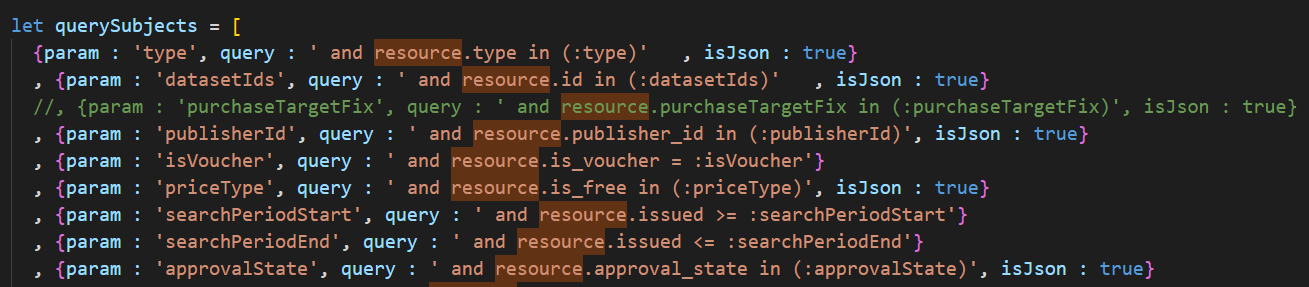 let querySubjects = [
  {param : 'type', query : ' and resource.type in (:type)'   , isJson : true}
  , {param : 'datasetIds', query : ' and resource.id in (:datasetIds)'   , isJson : true}
  //, {param : 'purchaseTargetFix', query : ' and resource.purchaseTargetFix in (:purchaseTargetFix)', isJson : true}
  , {param : 'publisherId', query : ' and resource.publisher_id in (:publisherId)', isJson : true}
  , {param : 'isVoucher', query : ' and resource.is_voucher = :isVoucher'}
  , {param : 'priceType', query : ' and resource.is_free in (:priceType)', isJson : true}
  , {param : 'searchPeriodStart', query : ' and resource.issued >= :searchPeriodStart'}
  , {param : 'searchPeriodEnd', query : ' and resource.issued <= :searchPeriodEnd'}
  , {param : 'approvalState', query : ' and resource.approval_state in (:approvalState)', isJson : true}